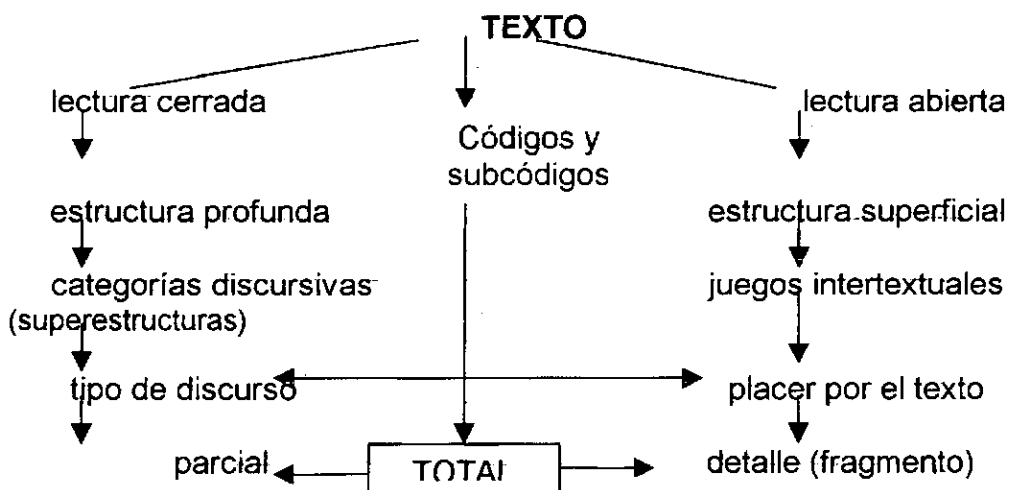 TEXTO
lectura cerrada
lectura abierta
Códigos y
subcódigos
estructura profunda
estructura superficial
categorías discursivas
(superestructuras)
juegos intertextuales
tipo de discurso
placer por el texto
parcial
TOTAL
detalle (fragmento)